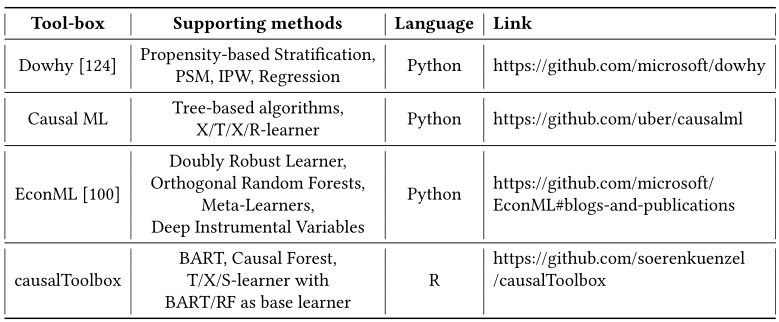 Tool-box Supporting methods Language Link
Dowhy [124] Propensity-based Stratification, PSM, IPW, Regression Python https://github.com/microsoft/dowhy
Causal ML Tree-based algorithms, X/T/X/R-learner Python https://github.com/uber/causalml
EconML [100] Doubly Robust Learner, Orthogonal Random Forests, Meta-Learners, Deep Instrumental Variables Python https://github.com/microsoft/ EconML#blogs-and-publications
causalToolbox BART, Causal Forest, T/X/S-learner with BART/RF as base learner R https://github.com/soerenkuenzel /causalToolbox